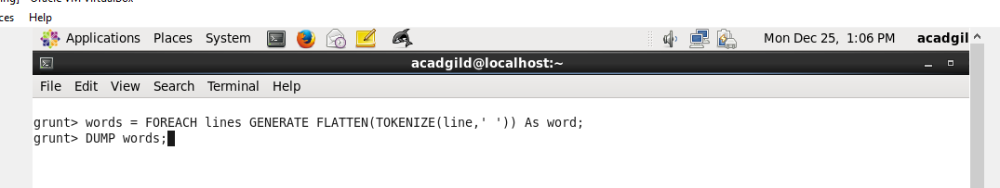 ing] - Oracle VM VirtualBox
ces Help
Applications Places System Mon Dec 25, 1:06 PM acadgil
acadgild@localhost:~
File Edit View Search Terminal Help
grunt> words = FOREACH lines GENERATE FLATTEN(TOKENIZE(line,' ')) As word;
grunt> DUMP words;